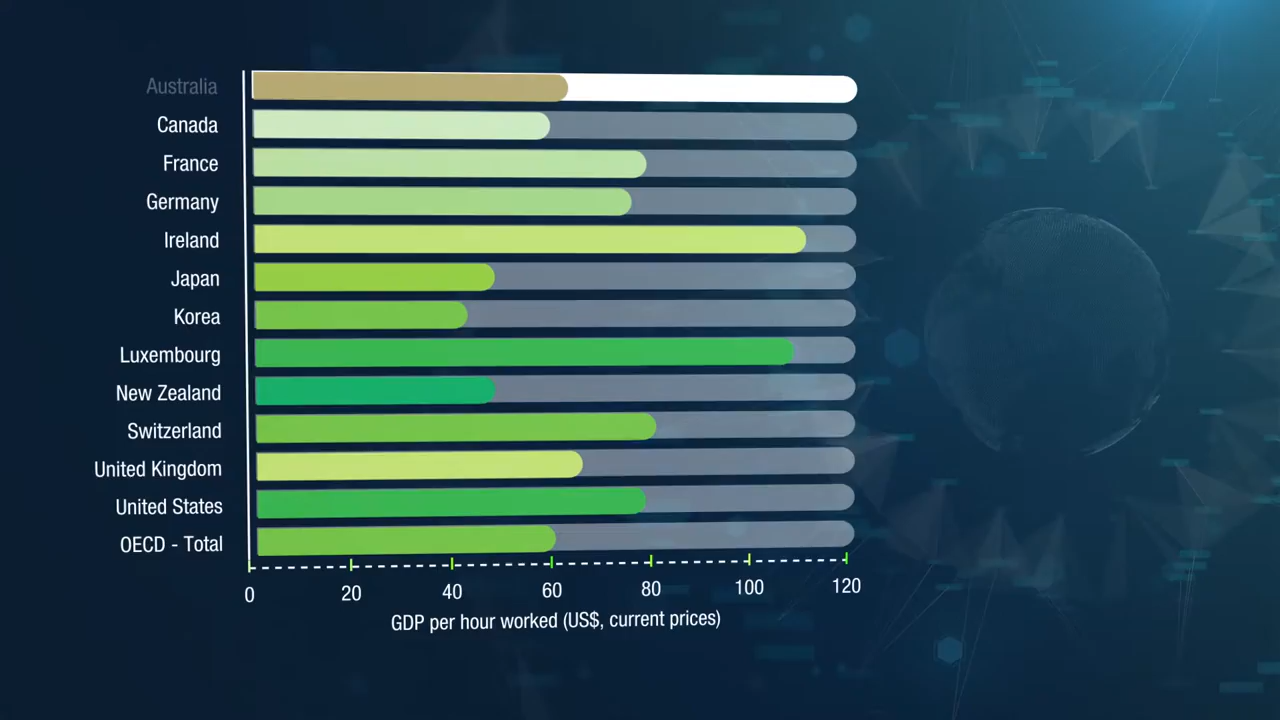 Australia
Canada
France
Germany
Ireland
Japan
Korea
Luxembourg
New Zealand
Switzerland
United Kingdom
United States
OECD - Total
0 20 40 60 80 100 120
GDP per hour worked (US$, current prices)